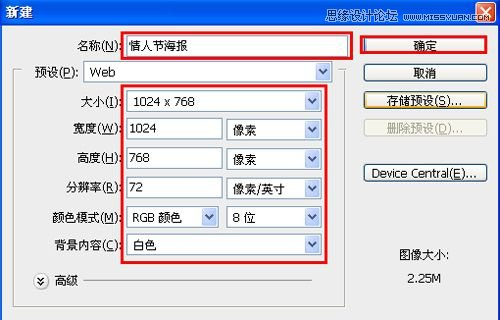 新建
思缘设计论坛 WWW.MISSYUAN.COM
名称(N): 情人节海报
确定
预设(P): Web
取消
大小(I): 1024 x 768
存储预设(S)...
宽度(W): 1024 像素
删除预设(D)...
高度(H): 768 像素
分辨率(R): 72 像素/英寸
Device Central(E)...
颜色模式(M): RGB 颜色 8 位
背景内容(C): 白色
图像大小:
2.25M
高级